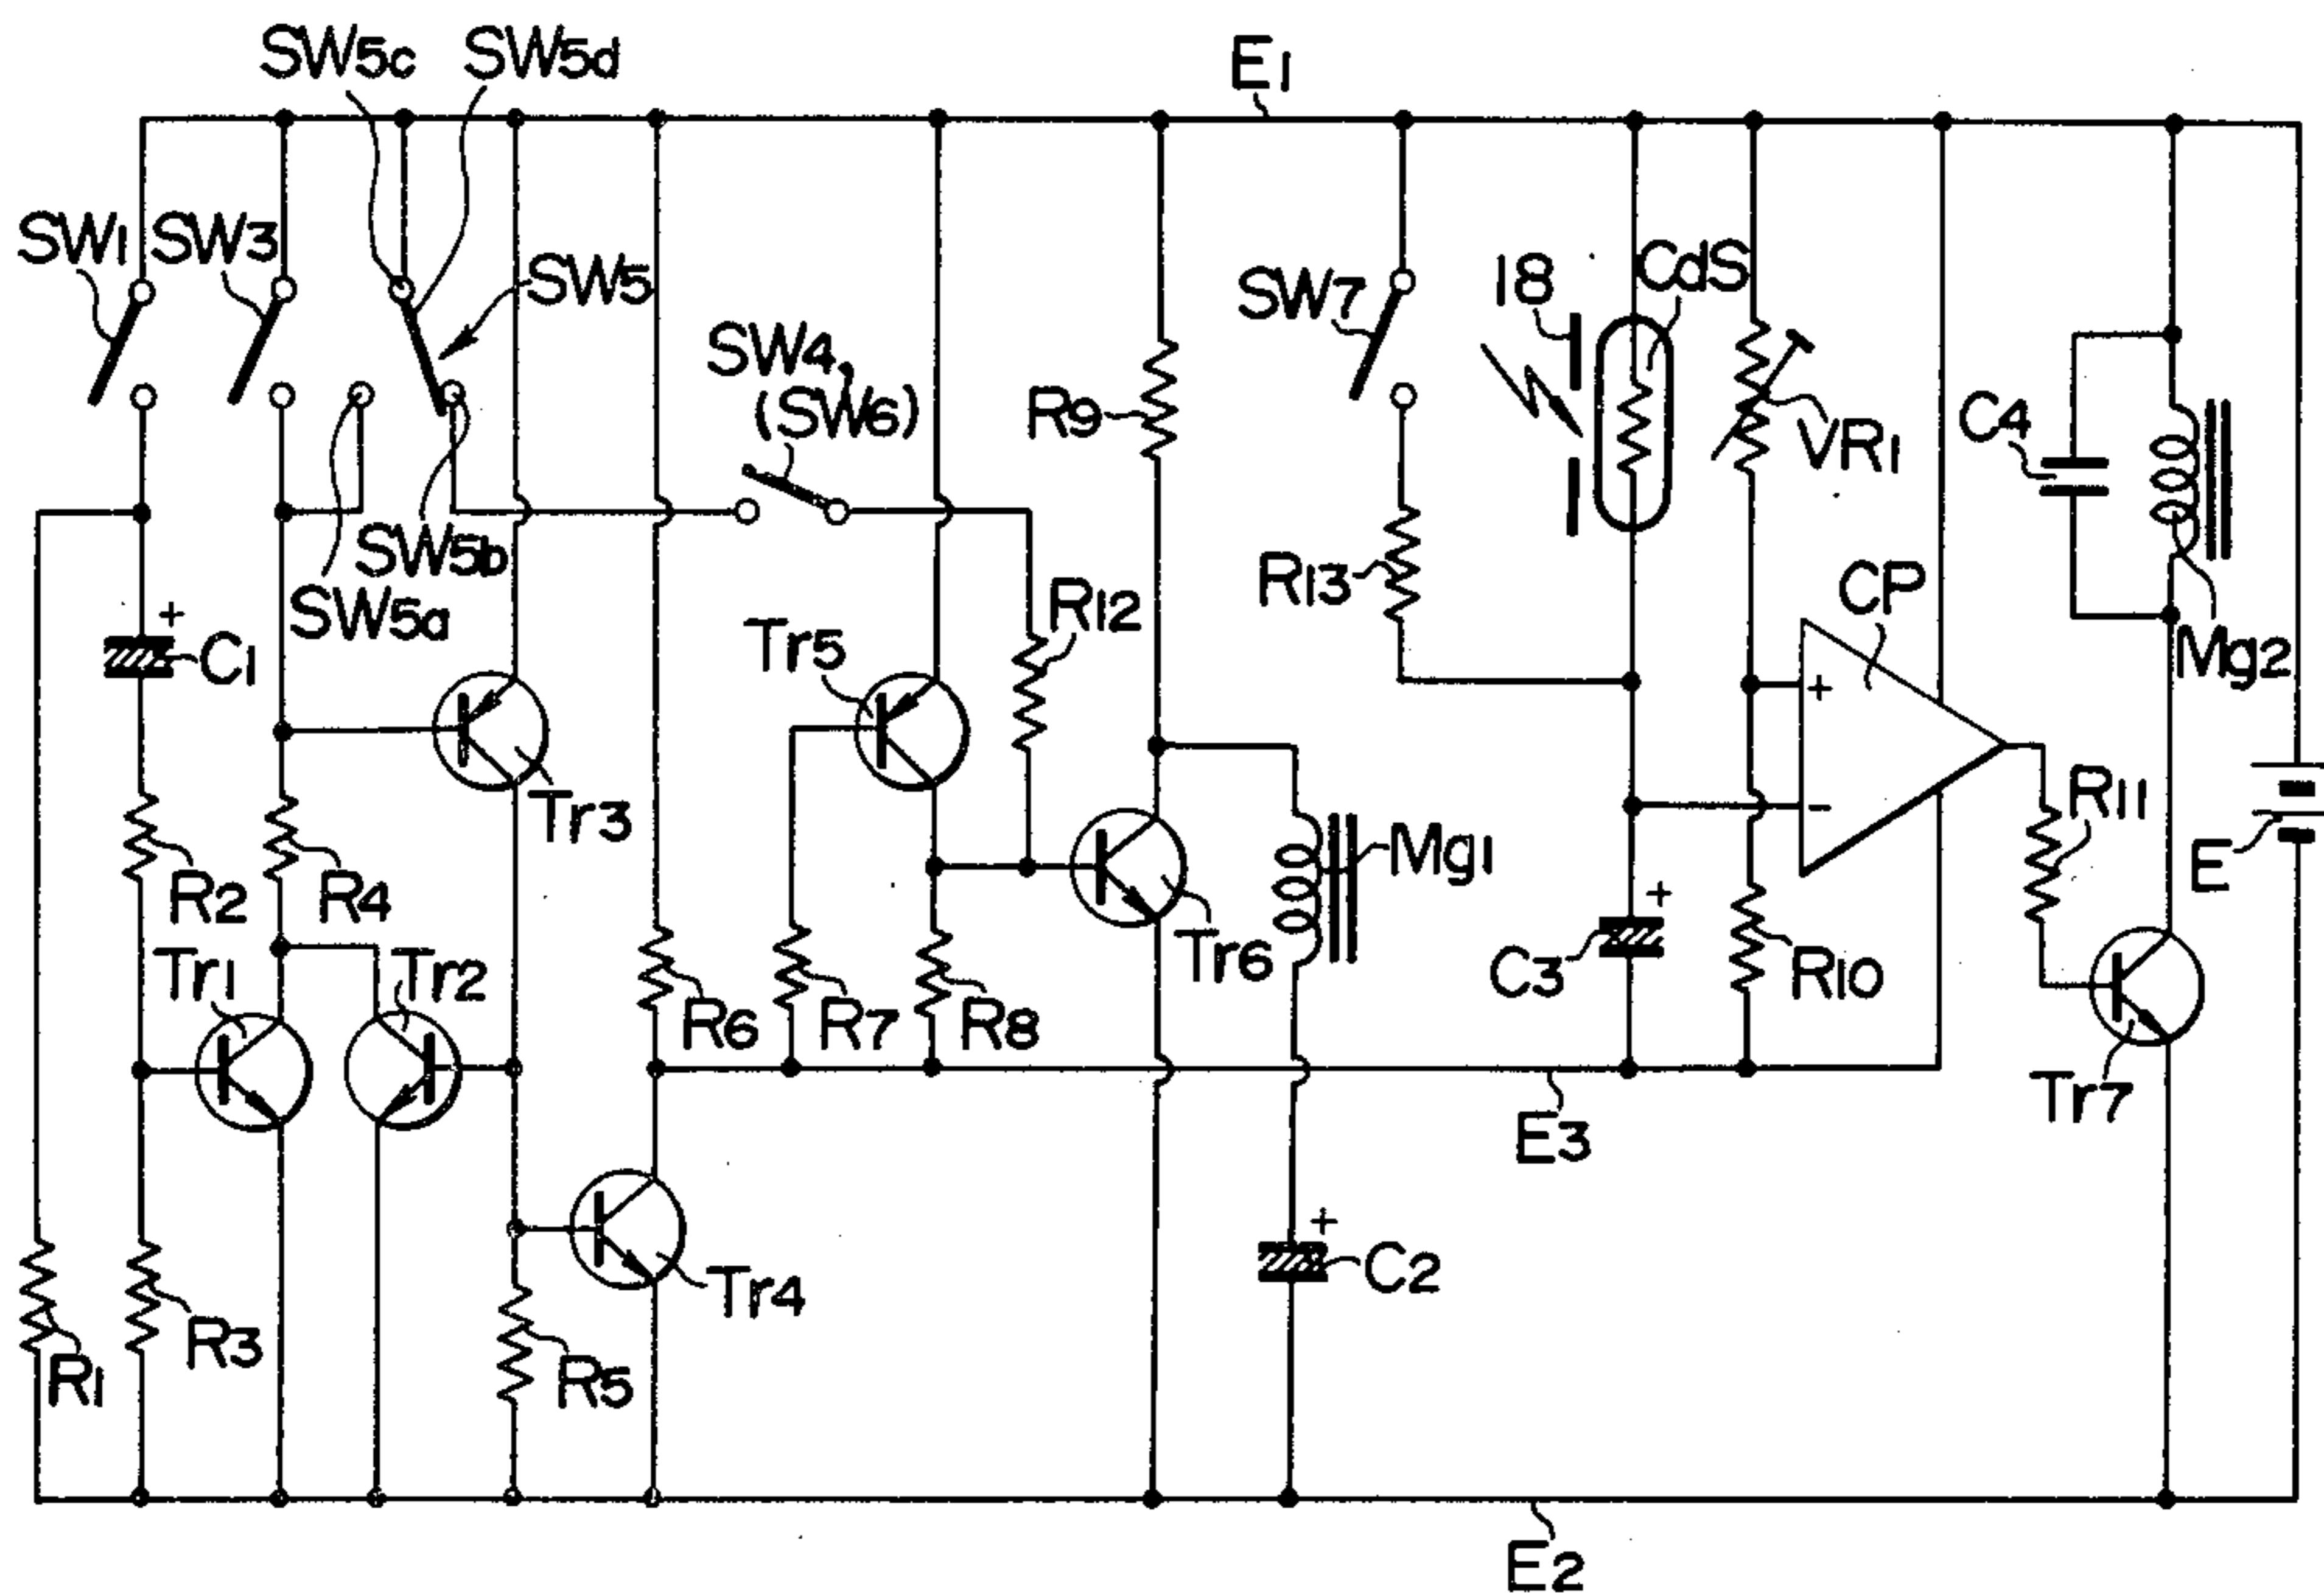 SW5c SW5d E1
SW1 SW3 SW5 SW7 18 CdS
SW4,
(SW6) R9 VR1 C4
SW5b
SW5a R12 R13 CP
+ C1 Tr5 + Mg2
Tr3 − R11
R2 R4 Mg1 + E
Tr1 Tr2 Tr6 C3 R10
R6 R7 R8
E3 Tr7
+
R3 Tr4 C2
R1 R5
E2